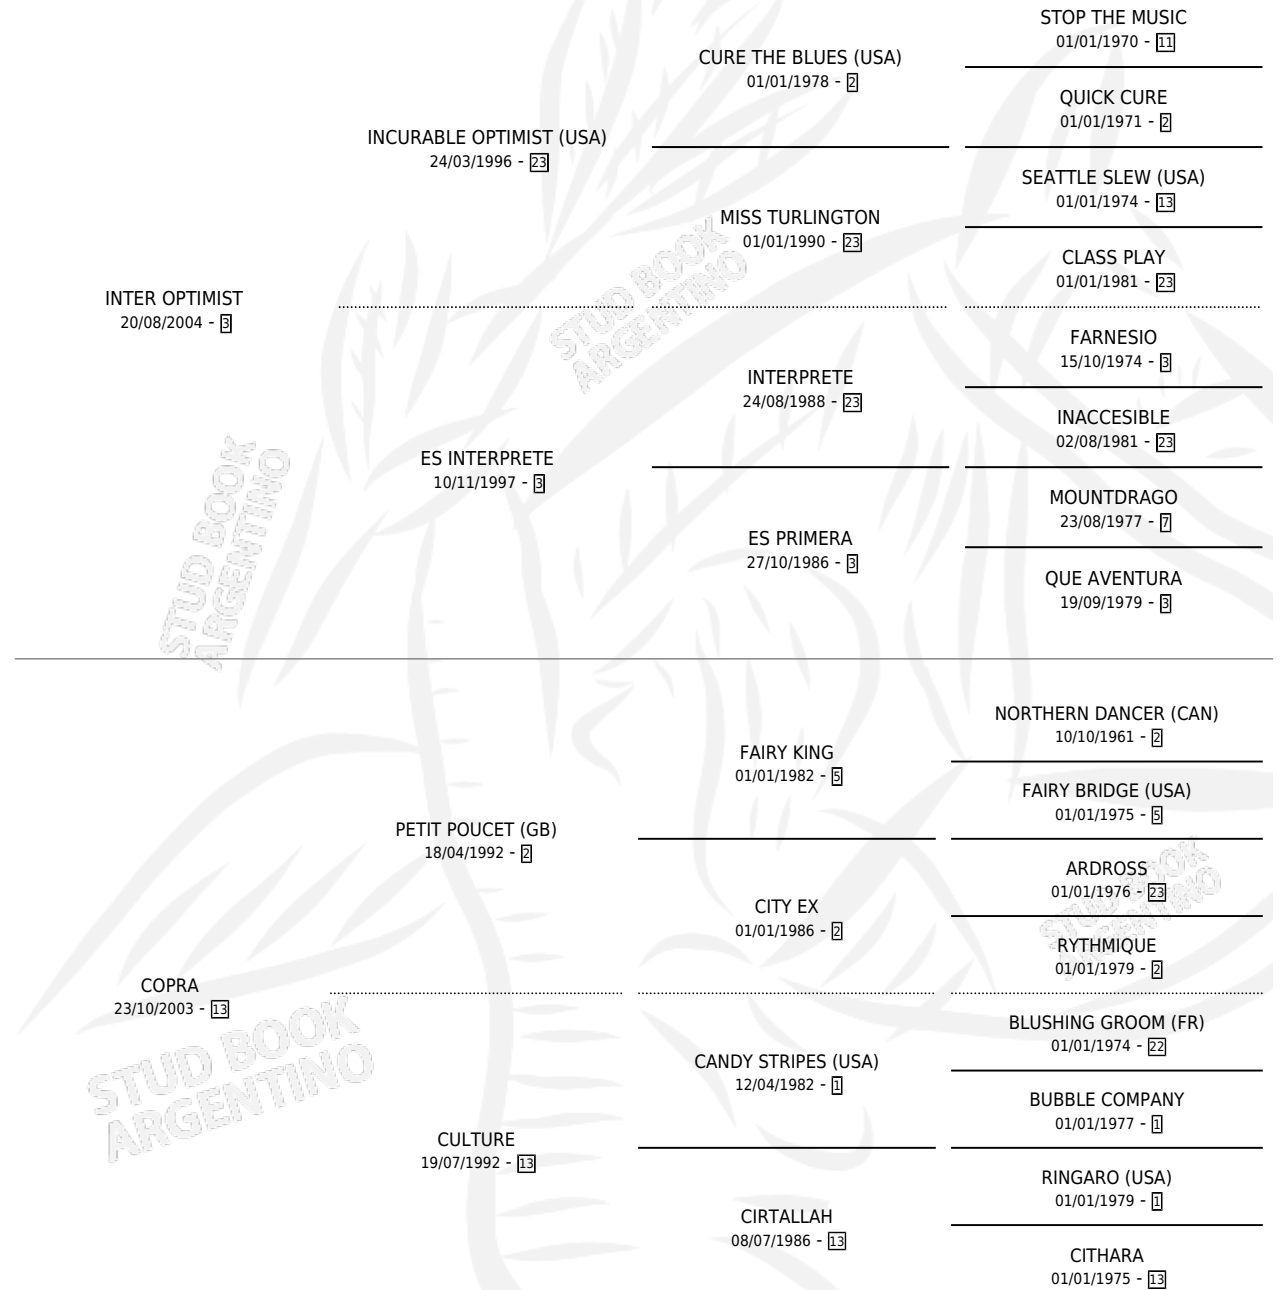 STOP THE MUSIC
01/01/1970 - 11
CURE THE BLUES (USA)
01/01/1978 - 2
QUICK CURE
01/01/1971 - 2
INCURABLE OPTIMIST (USA)
24/03/1996 - 23
SEATTLE SLEW (USA)
01/01/1974 - 13
MISS TURLINGTON
01/01/1990 - 23
CLASS PLAY
01/01/1981 - 23
INTER OPTIMIST
20/08/2004 - 3
STUD BOOK
ARGENTINO
FARNESIO
15/10/1974 - 3
INTERPRETE
24/08/1988 - 23
INACCESIBLE
02/08/1981 - 23
ES INTERPRETE
10/11/1997 - 3
MOUNTDRAGO
23/08/1977 - 7
ES PRIMERA
27/10/1986 - 3
QUE AVENTURA
19/09/1979 - 3
STUD BOOK
ARGENTINO
NORTHERN DANCER (CAN)
10/10/1961 - 2
FAIRY KING
01/01/1982 - 5
FAIRY BRIDGE (USA)
01/01/1975 - 5
PETIT POUCET (GB)
18/04/1992 - 2
ARDROSS
01/01/1976 - 23
CITY EX
01/01/1986 - 2
RYTHMIQUE
01/01/1979 - 2
STUD BOOK
ARGENTINO
COPRA
23/10/2003 - 13
BLUSHING GROOM (FR)
01/01/1974 - 22
CANDY STRIPES (USA)
12/04/1982 - 1
BUBBLE COMPANY
01/01/1977 - 1
STUD BOOK
ARGENTINO
CULTURE
19/07/1992 - 13
RINGARO (USA)
01/01/1979 - 1
CIRTALLAH
08/07/1986 - 13
CITHARA
01/01/1975 - 13